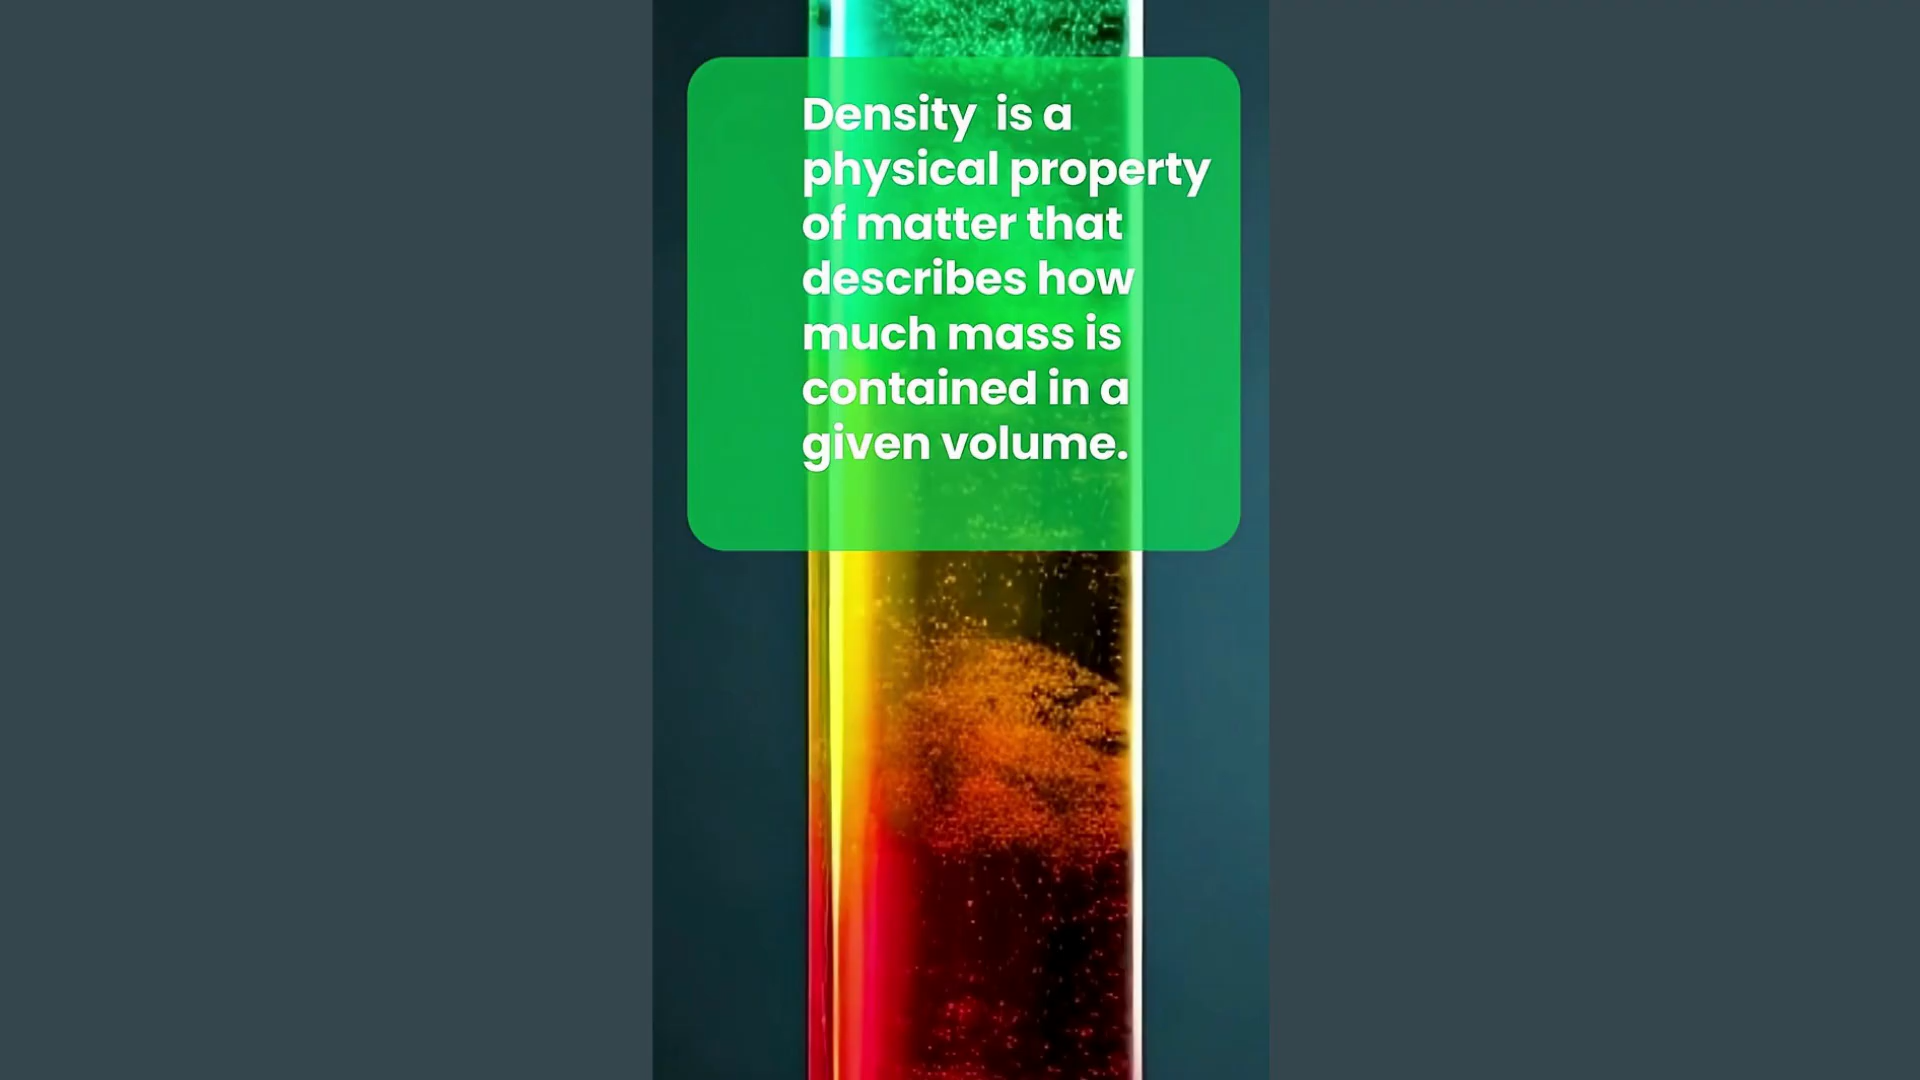 Density  is a
physical property
of matter that
describes how
much mass is
contained in a
given volume.